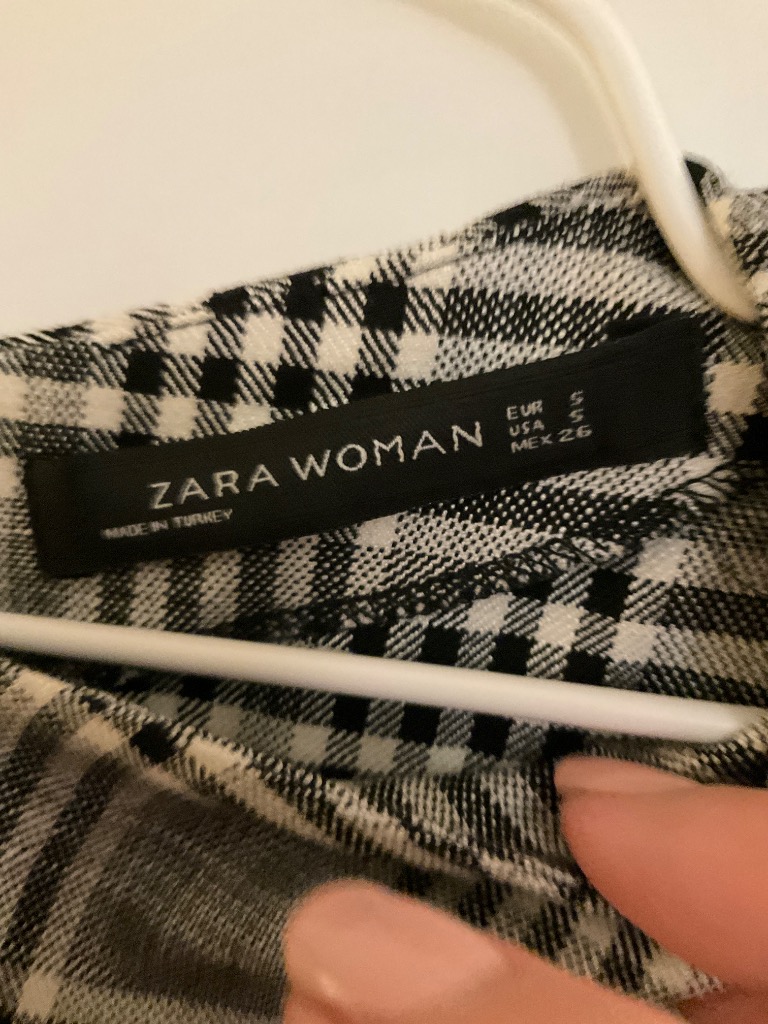 ZARA WOMAN
MADE IN TURKEY
EUR S
USA S
MEX 26